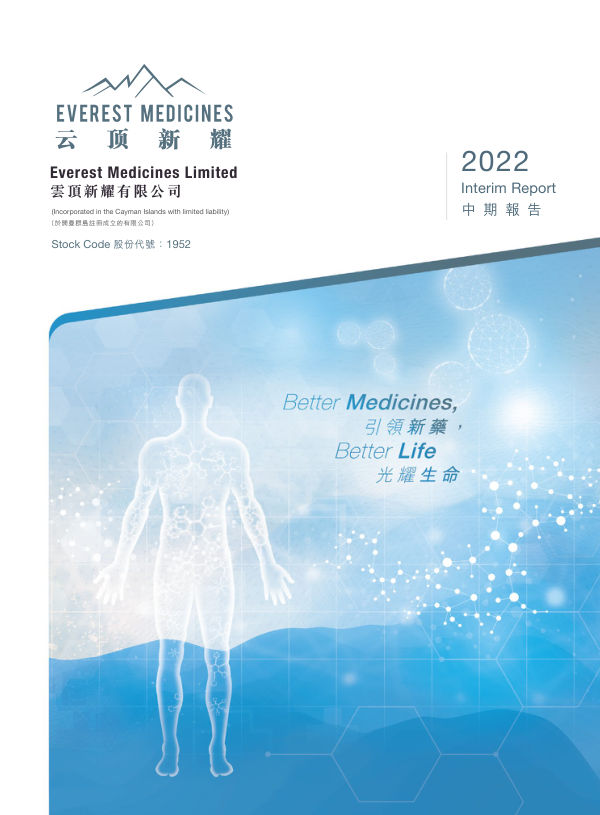 EVEREST MEDICINES
云顶新耀
Everest Medicines Limited
雲頂新耀有限公司
(Incorporated in the Cayman Islands with limited liability)
(於開曼群島註冊成立的有限公司)
Stock Code 股份代號：1952
2022
Interim Report
中期報告
Better Medicines,
引領新藥，
Better Life
光耀生命